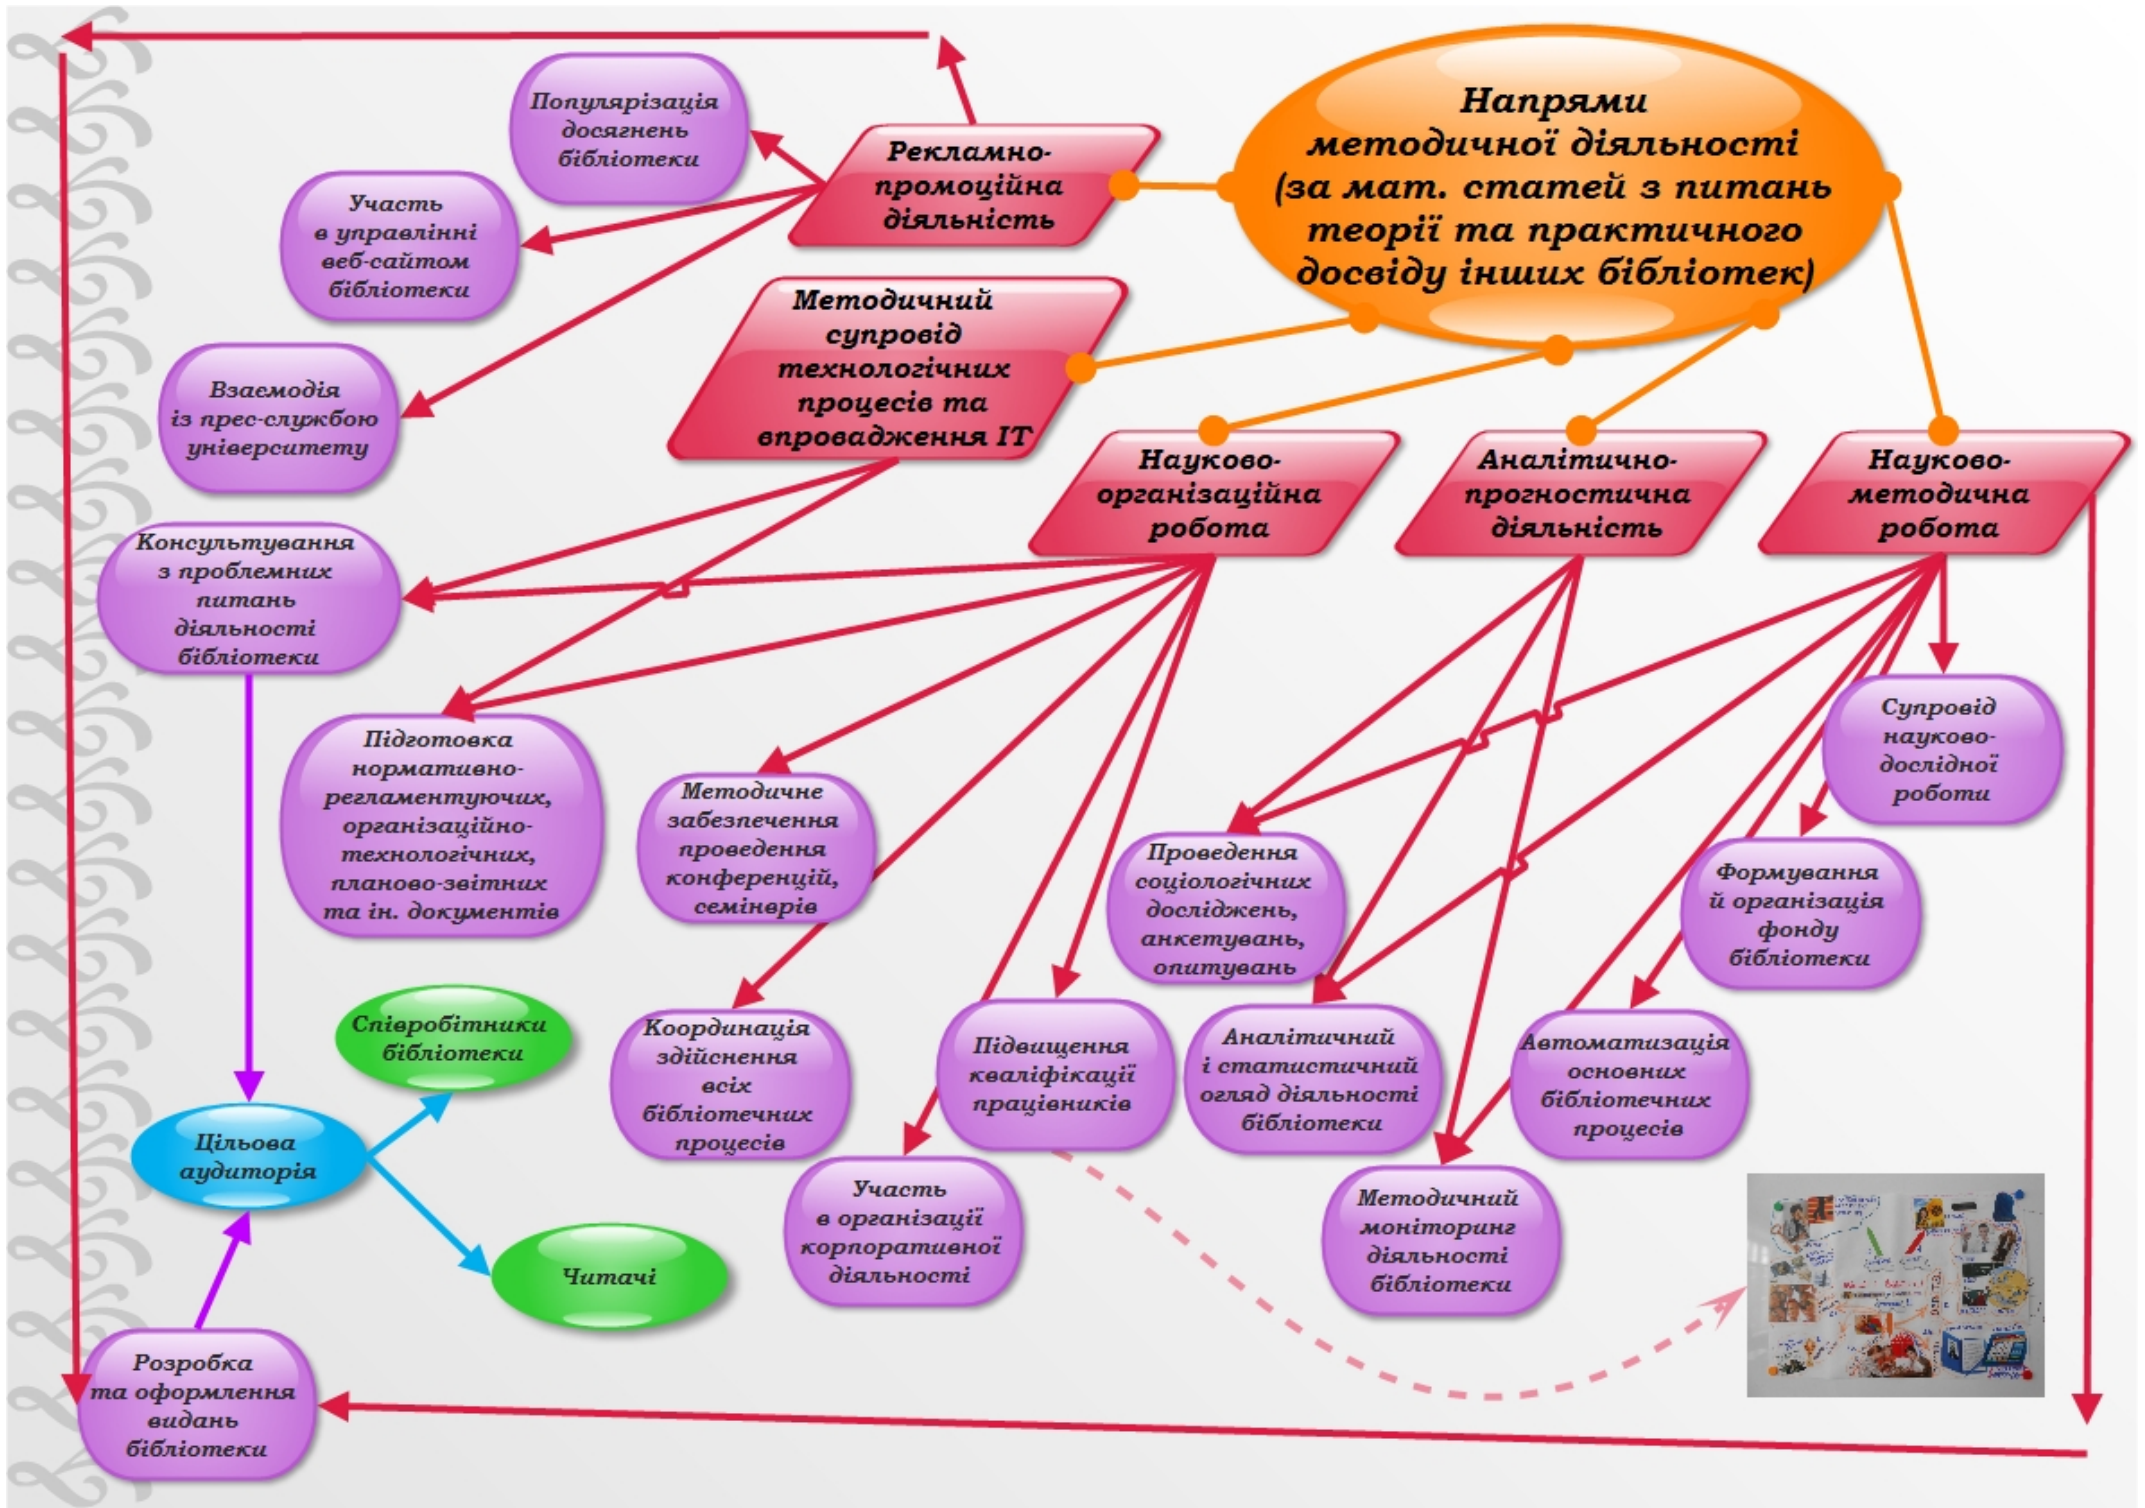 Напрями
методичної діяльності
(за мат. статей з питань
теорії та практичного
досвіду інших бібліотек)
Рекламно-
промоційна
діяльність
Популярізація
досягнень
бібліотеки
Участь
в управлінні
веб-сайтом
бібліотеки
Взаємодія
із прес-службою
університету
Методичний
супровід
технологічних
процесів та
впровадження ІТ
Науково-
організаційна
робота
Аналітично-
прогностична
діяльність
Науково-
методична
робота
Консультування
з проблемних
питань
діяльності
бібліотеки
Підготовка
нормативно-
регламентуючих,
організаційно-
технологічних,
планово-звітних
та ін. документів
Методичне
забезпечення
проведення
конференцій,
семінврів
Проведення
соціологічних
досліджень,
анкетувань,
опитувань
Супровід
науково-
дослідної
роботи
Формування
й організація
фонду
бібліотеки
Співробітники
бібліотеки
Координація
здійснення
всіх
бібліотечних
процесів
Підвищення
кваліфікації
працівників
Аналітичний
і статистичний
огляд діяльності
бібліотеки
Автоматизація
основних
бібліотечних
процесів
Цільова
аудиторія
Участь
в організації
корпоративної
діяльності
Методичний
моніторинг
діяльності
бібліотеки
Читачі
Розробка
та оформлення
видань
бібліотеки